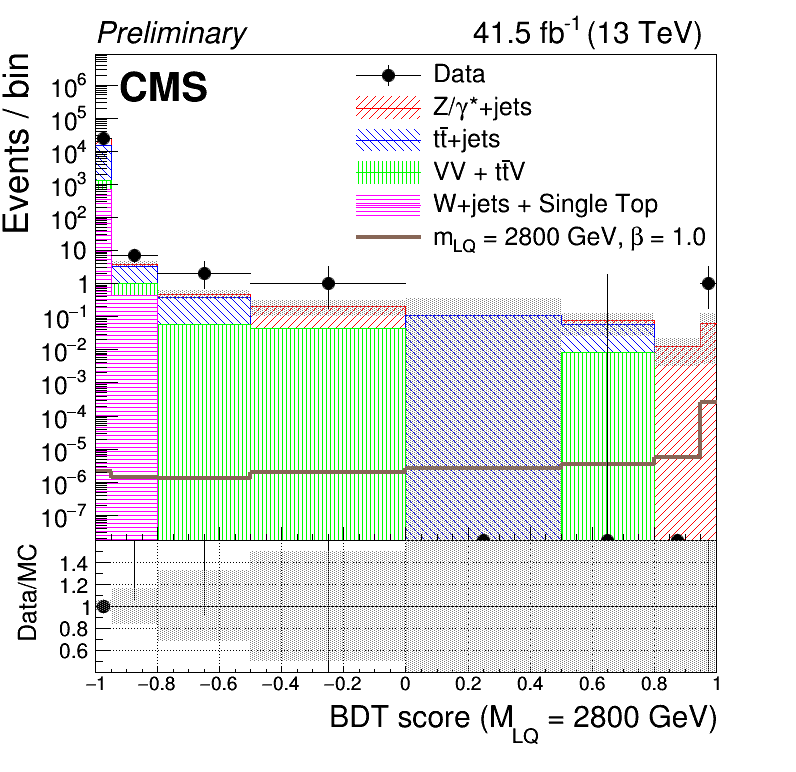 Preliminary 41.5 fb⁻¹ (13 TeV)
CMS
Data
Z/γ*+jets
tt̄+jets
VV + tt̄V
W+jets + Single Top
m_LQ = 2800 GeV, β = 1.0
Events / bin
10⁶
10⁵
10⁴
10³
10²
10
1
10⁻¹
10⁻²
10⁻³
10⁻⁴
10⁻⁵
10⁻⁶
10⁻⁷
Data/MC
1.4
1.2
1
0.8
0.6
−1 −0.8 −0.6 −0.4 −0.2 0 0.2 0.4 0.6 0.8 1
BDT score (M_LQ = 2800 GeV)